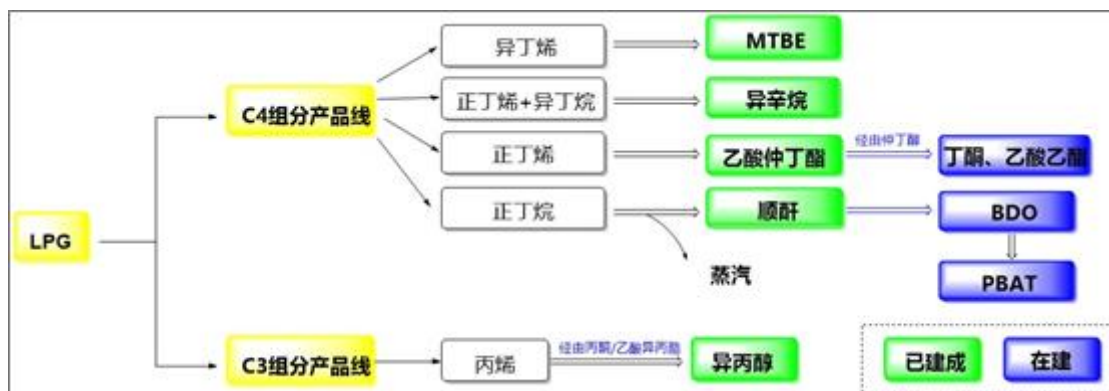 异丁烯
MTBE
C4组分产品线
正丁烯+异丁烷
异辛烷
正丁烯
乙酸仲丁酯
经由仲丁醇
丁酮、乙酸乙酯
正丁烷
顺酐
BDO
LPG
蒸汽
PBAT
C3组分产品线
丙烯
经由丙酮/乙酸异丙酯
异丙醇
已建成
在建